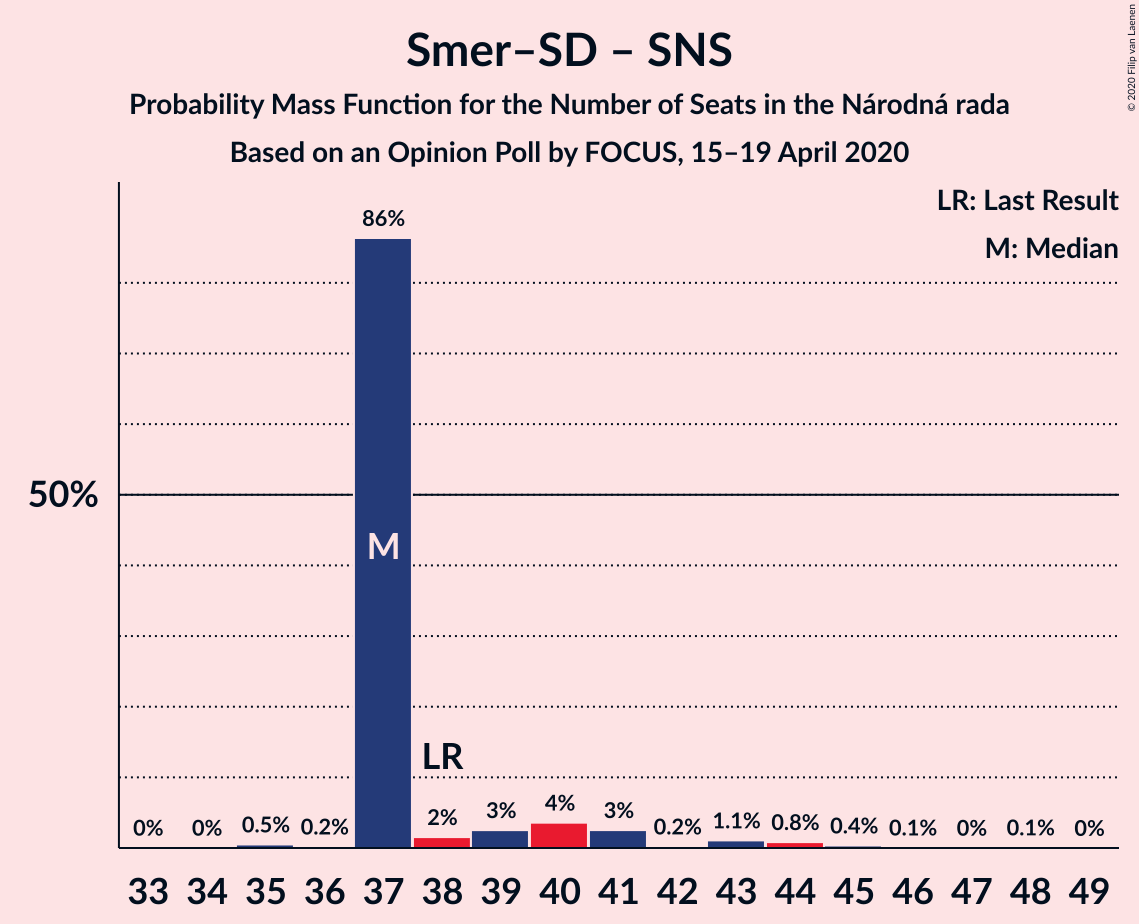 Smer–SD – SNS
Probability Mass Function for the Number of Seats in the Národná rada
Based on an Opinion Poll by FOCUS, 15–19 April 2020
© 2020 Filip van Laenen
LR: Last Result
M: Median
86%
50%
M
LR
0% 0% 0.5% 0.2% 2% 3% 4% 3% 0.2% 1.1% 0.8% 0.4% 0.1% 0% 0.1% 0%
33 34 35 36 37 38 39 40 41 42 43 44 45 46 47 48 49